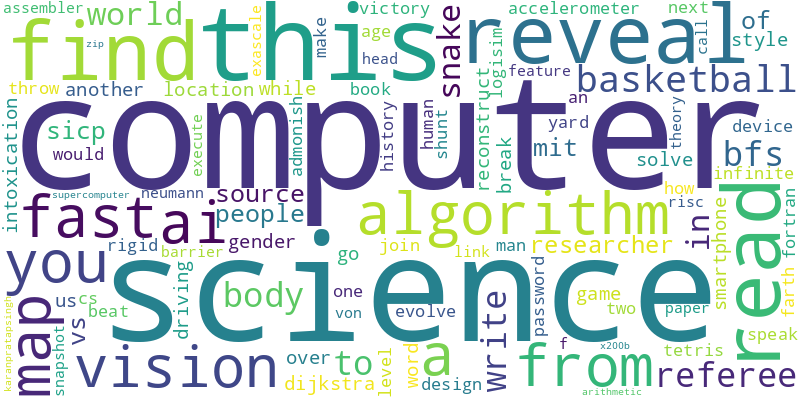 assembler
world
zip
find
this
exascale
make
victory
age
head
snake
accelerometer
next
call
reveal
of
style
feature
logisim
basketball
throw
another
location
while
book
an
computer
intoxication
sicp
would
execute
admonish
history
human
shunt
reconstruct
break
yard
mit
theory
device
solve
bfs
supercomputer
neumann
source
people
fast
ai
algorithm
how
risc
infinite
in
smartphone
read
fortran
rigid
barrier
gender
go
join
link
man
researcher
you
science
karanpratapsingh
map
us
cs
vs
beat
driving
body
one
von
evolve
password
game
two
paper
farth
speak
snapshot
vision
over
to
a
level
word
dijkstra
design
write
f
x200b
from
tetris
referee
arithmetic